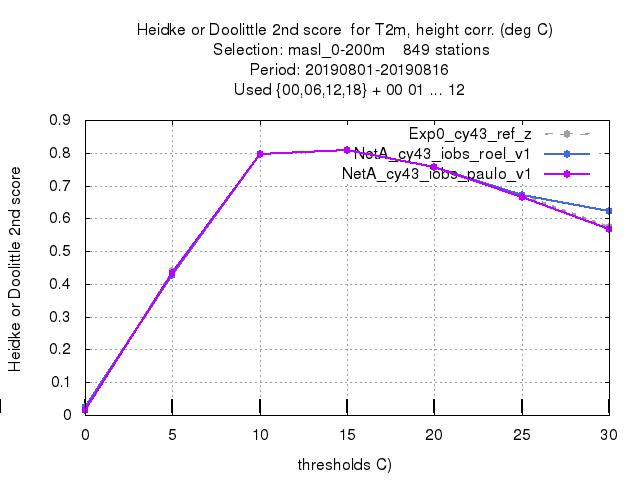 Heidke or Doolittle 2nd score  for T2m, height corr. (deg C)
Selection: masl_0-200m    849 stations
Period: 20190801-20190816
Used {00,06,12,18} + 00 01 ... 12
Exp0_cy43_ref_z
NetA_cy43_iobs_roel_v1
NetA_cy43_iobs_paulo_v1
Heidke or Doolittle 2nd score
0.9
0.8
0.7
0.6
0.5
0.4
0.3
0.2
0.1
0
0 5 10 15 20 25 30
thresholds C)